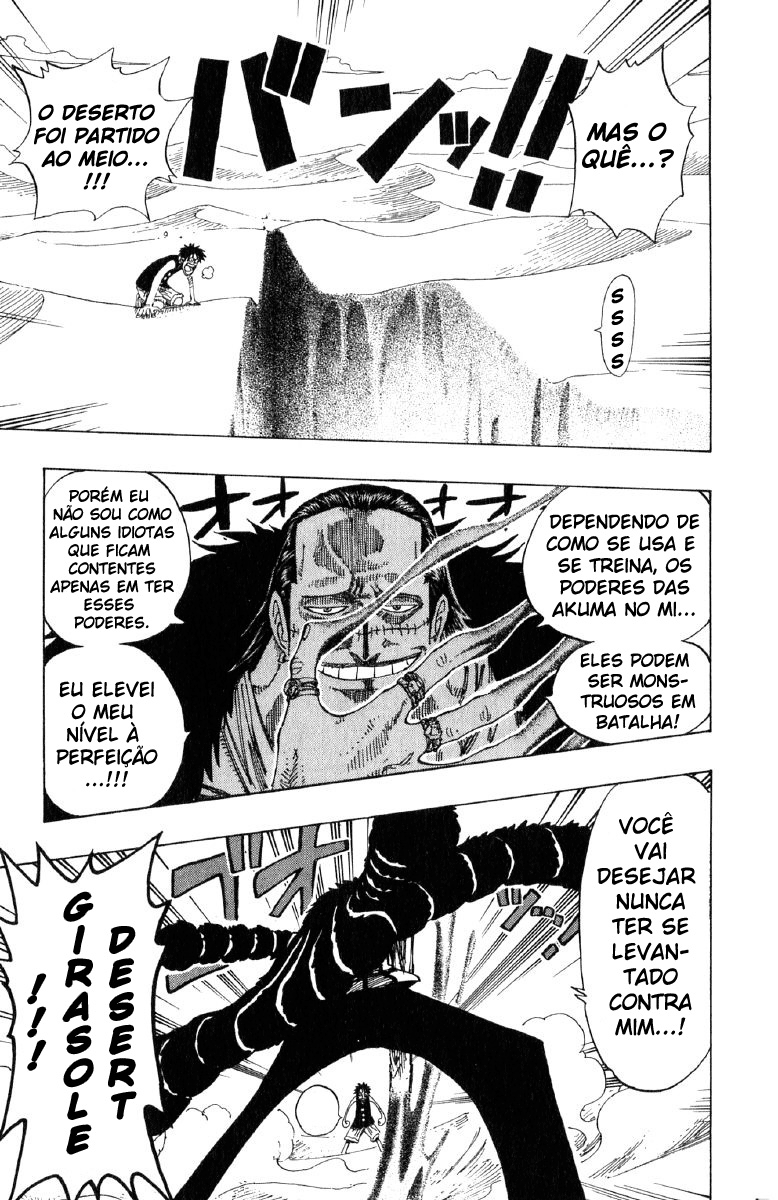 MAS O
QUÊ...?
バンッ!!
O DESERTO
FOI PARTIDO
AO MEIO...
!!!
S
S
S
S
DEPENDENDO DE
COMO SE USA E
SE TREINA, OS
PODERES DAS
AKUMA NO MI...
ELES PODEM
SER MONS-
TRUOSOS EM
BATALHA!
オオオオ
PORÉM EU
NÃO SOU COMO
ALGUNS IDIOTAS
QUE FICAM
CONTENTES
APENAS EM TER
ESSES
PODERES.
EU ELEVEI
O MEU
NÍVEL À
PERFEIÇÃO
...!!!
VOCÊ
VAI
DESEJAR
NUNCA
TER SE
LEVAN-
TADO
CONTRA
MIM...!
DESERT
GIRASOLE
!!!